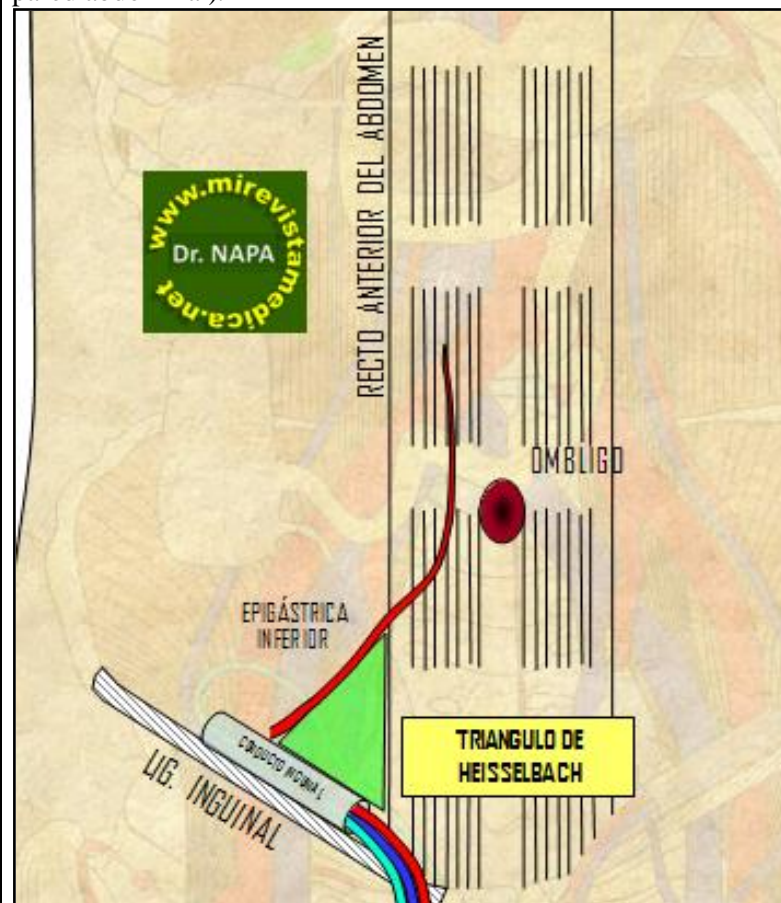 www.mirevistamedica.net
Dr. NAPA
RECTO ANTERIOR DEL ABDOMEN
OMBLIGO
EPIGÁSTRICA
INFERIOR
TRIANGULO DE
HEISSELBACH
LIG. INGUINAL